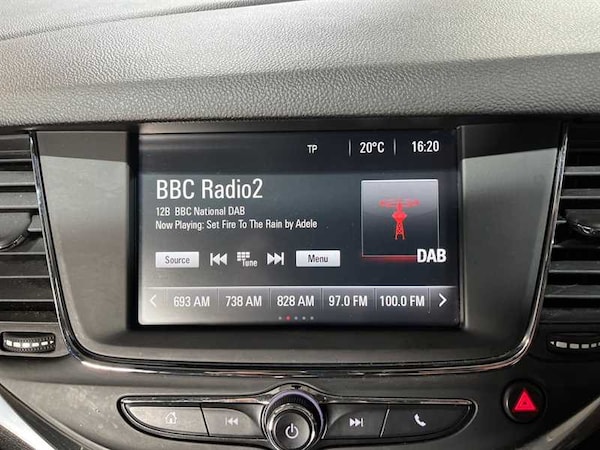 TP 20°C 16:20
BBC Radio2
12B BBC National DAB
Now Playing: Set Fire To The Rain by Adele
DAB
Source Tune Menu
693 AM 738 AM 828 AM 97.0 FM 100.0 FM